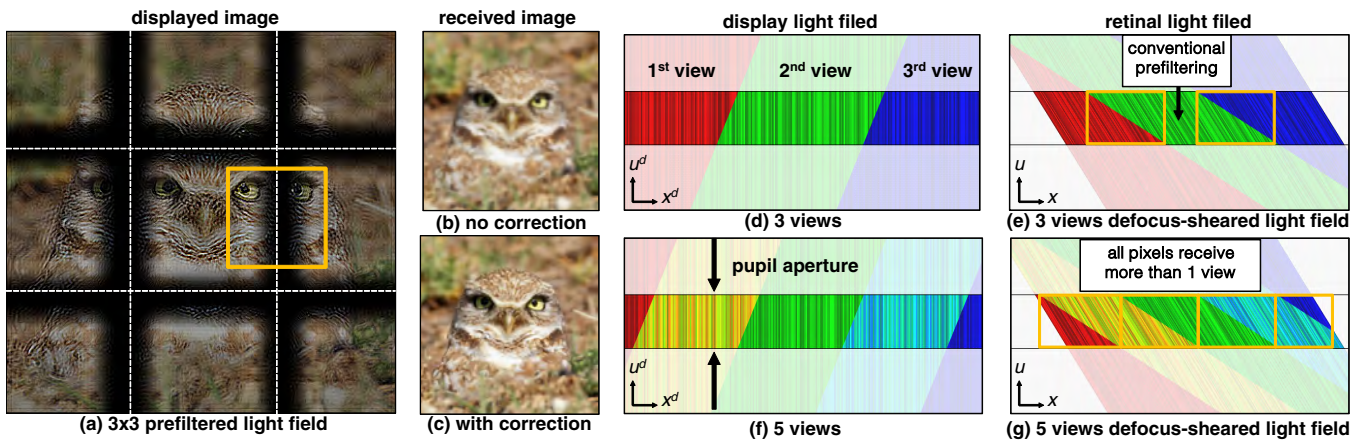 displayed image
received image
display light filed
retinal light filed
(a) 3x3 prefiltered light field
(b) no correction
(c) with correction
1st view
2nd view
3rd view
u^d
x^d
(d) 3 views
conventional
prefiltering
u
x
(e) 3 views defocus-sheared light field
pupil aperture
u^d
x^d
(f) 5 views
all pixels receive
more than 1 view
u
x
(g) 5 views defocus-sheared light field